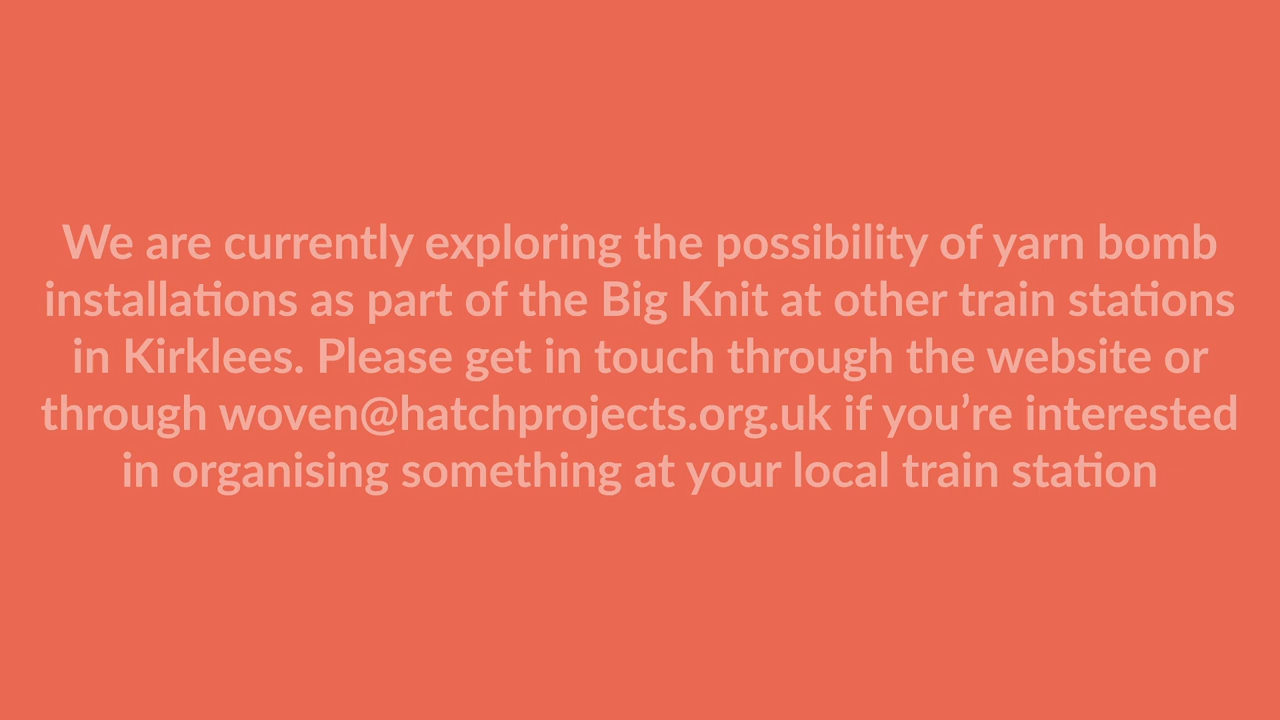 We are currently exploring the possibility of yarn bomb
installations as part of the Big Knit at other train stations
in Kirklees. Please get in touch through the website or
through woven@hatchprojects.org.uk if you’re interested
in organising something at your local train station